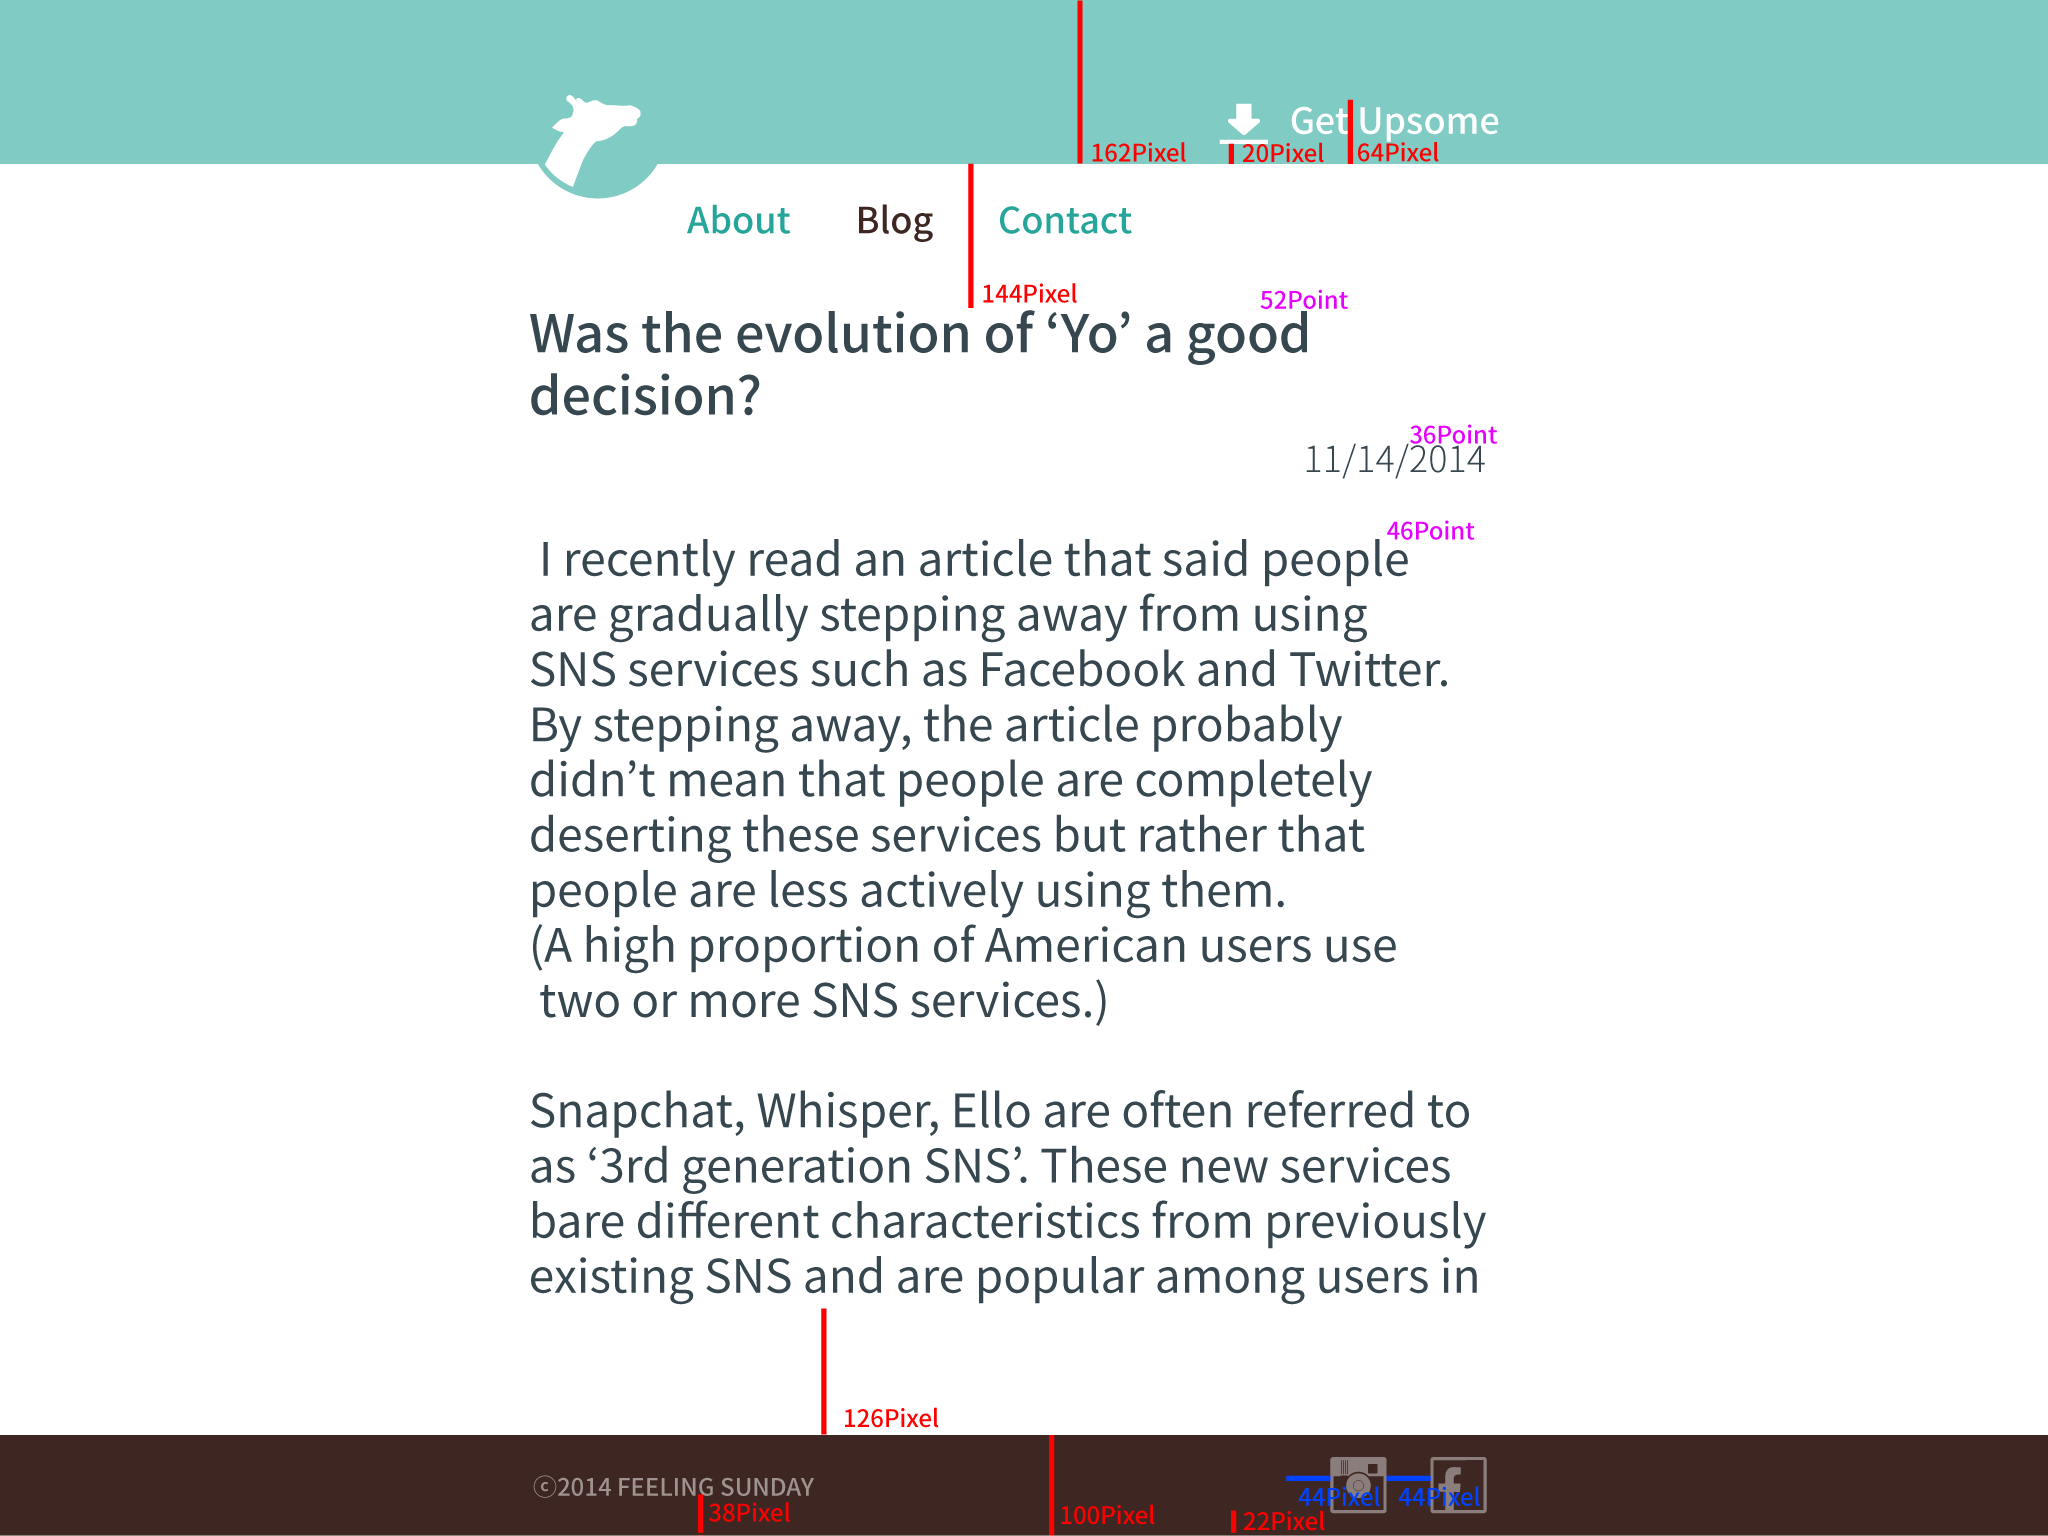 Get Upsome
162Pixel
20Pixel
64Pixel
About
Blog
Contact
144Pixel
52Point
Was the evolution of ‘Yo’ a good
decision?
36Point
11/14/2014
46Point
I recently read an article that said people
are gradually stepping away from using
SNS services such as Facebook and Twitter.
By stepping away, the article probably
didn’t mean that people are completely
deserting these services but rather that
people are less actively using them.
(A high proportion of American users use
two or more SNS services.)
Snapchat, Whisper, Ello are often referred to
as ‘3rd generation SNS’. These new services
bare different characteristics from previously
existing SNS and are popular among users in
126Pixel
ⓒ2014 FEELING SUNDAY
44Pixel
44Pixel
38Pixel
100Pixel
22Pixel